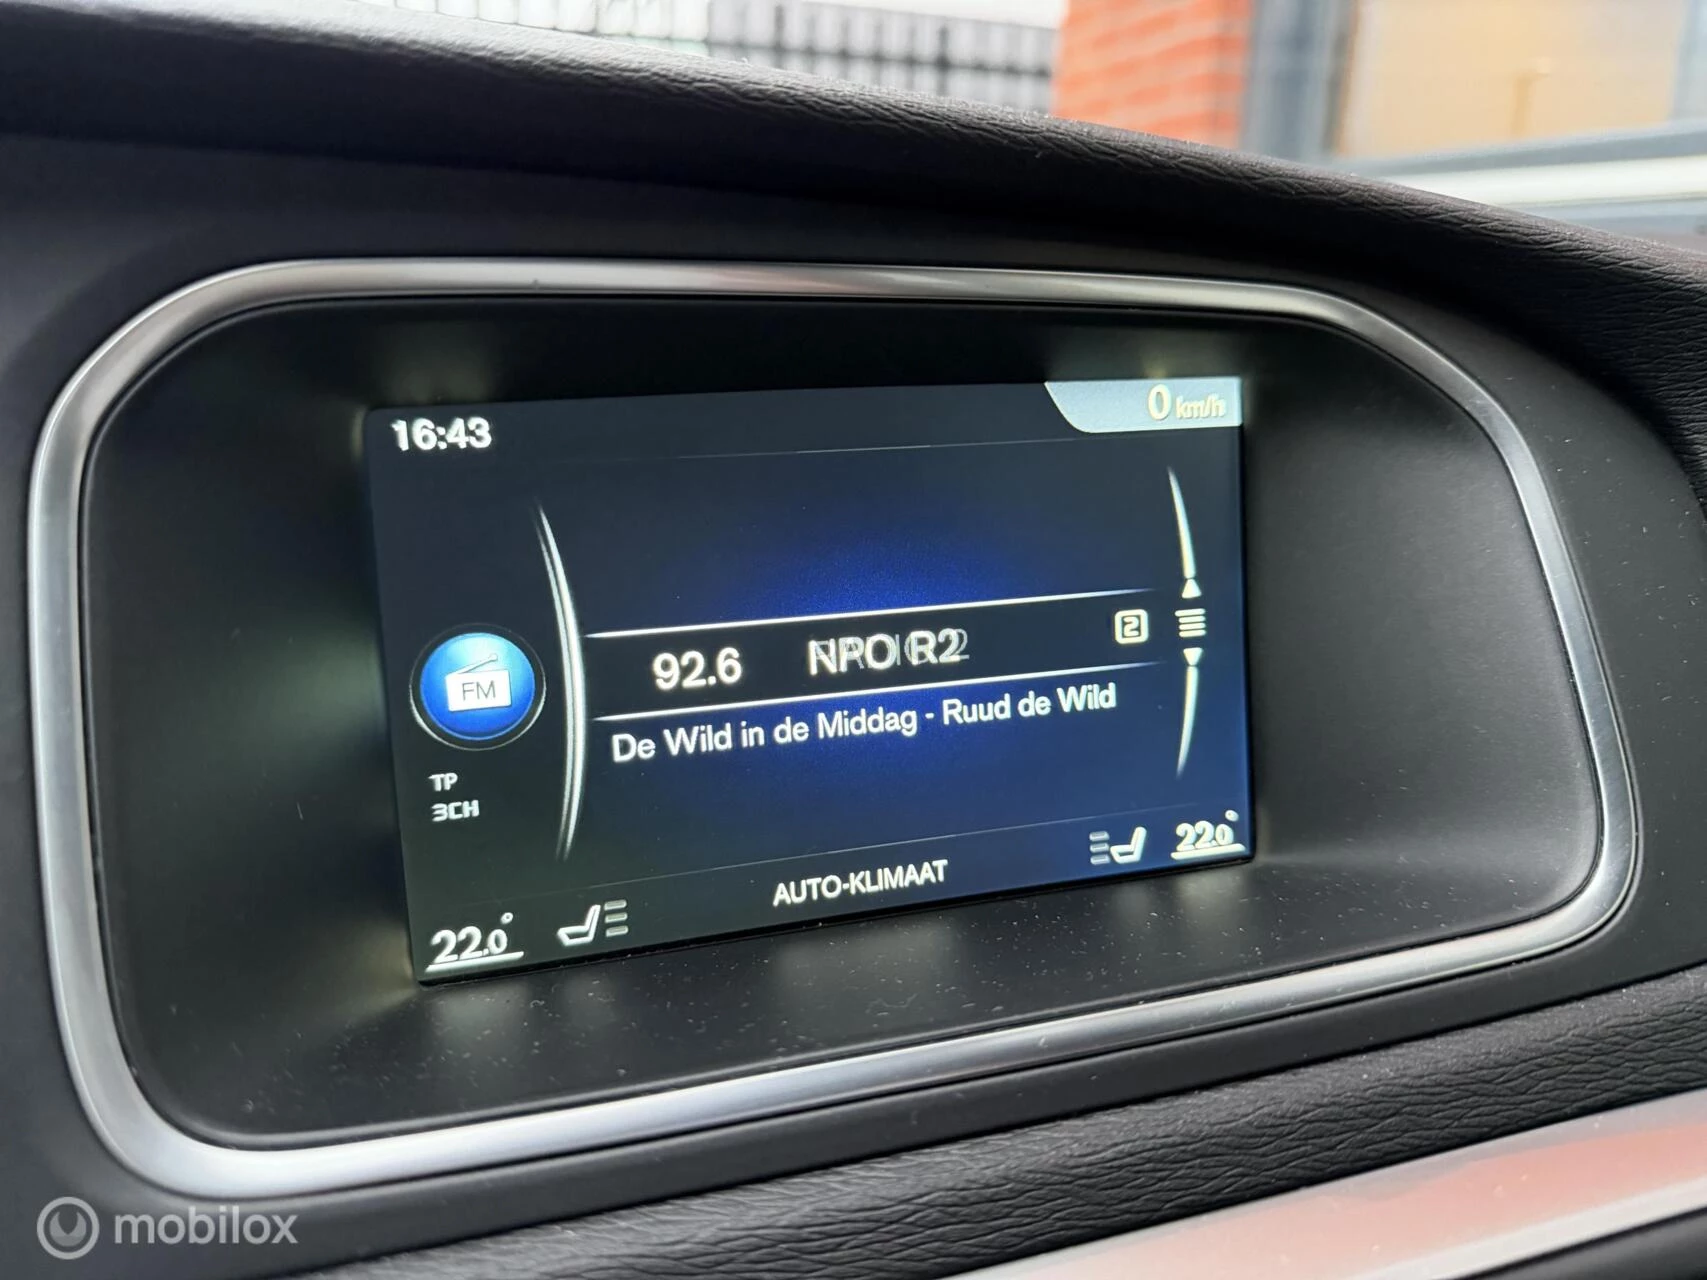 16:43
0 km/h
92.6 NPO R2 2
FM
De Wild in de Middag - Ruud de Wild
TP
3CH
AUTO-KLIMAAT
22.0°
22.0°
mobilox